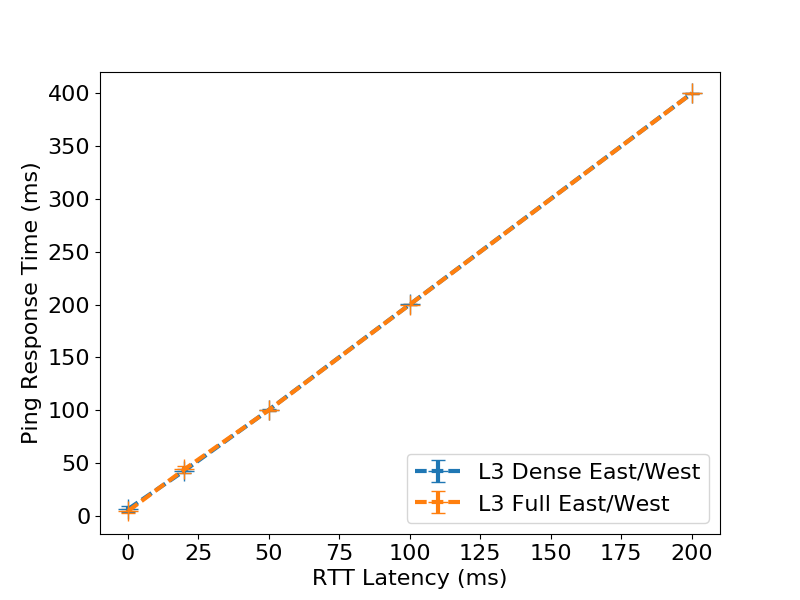 400
350
300
250
200
150
100
50
0
Ping Response Time (ms)
L3 Dense East/West
L3 Full East/West
0 25 50 75 100 125 150 175 200
RTT Latency (ms)